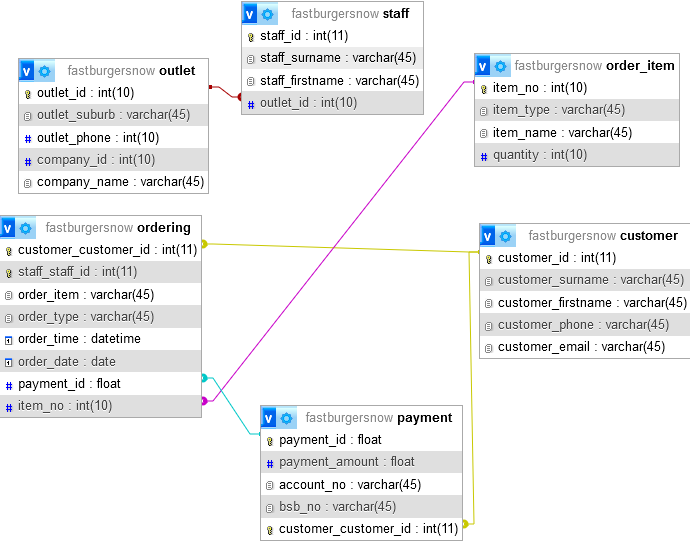 v fastburgersnow staff
staff_id : int(11)
staff_surname : varchar(45)
staff_firstname : varchar(45)
# outlet_id : int(10)
v fastburgersnow outlet
outlet_id : int(10)
outlet_suburb : varchar(45)
# outlet_phone : int(10)
# company_id : int(10)
company_name : varchar(45)
v fastburgersnow order_item
item_no : int(10)
item_type : varchar(45)
item_name : varchar(45)
# quantity : int(10)
v fastburgersnow ordering
customer_customer_id : int(11)
staff_staff_id : int(11)
order_item : varchar(45)
order_type : varchar(45)
order_time : datetime
order_date : date
# payment_id : float
# item_no : int(10)
v fastburgersnow customer
customer_id : int(11)
customer_surname : varchar(45)
customer_firstname : varchar(45)
customer_phone : varchar(45)
customer_email : varchar(45)
v fastburgersnow payment
payment_id : float
# payment_amount : float
account_no : varchar(45)
bsb_no : varchar(45)
customer_customer_id : int(11)